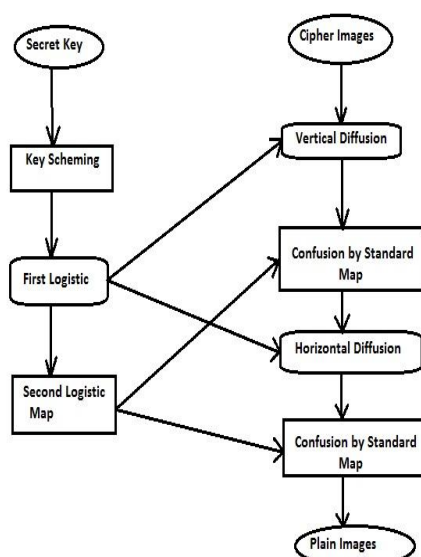 Secret Key
Key Scheming
First Logistic
Second Logistic
Map
Cipher Images
Vertical Diffusion
Confusion by Standard
Map
Horizontal Diffusion
Confusion by Standard
Map
Plain Images